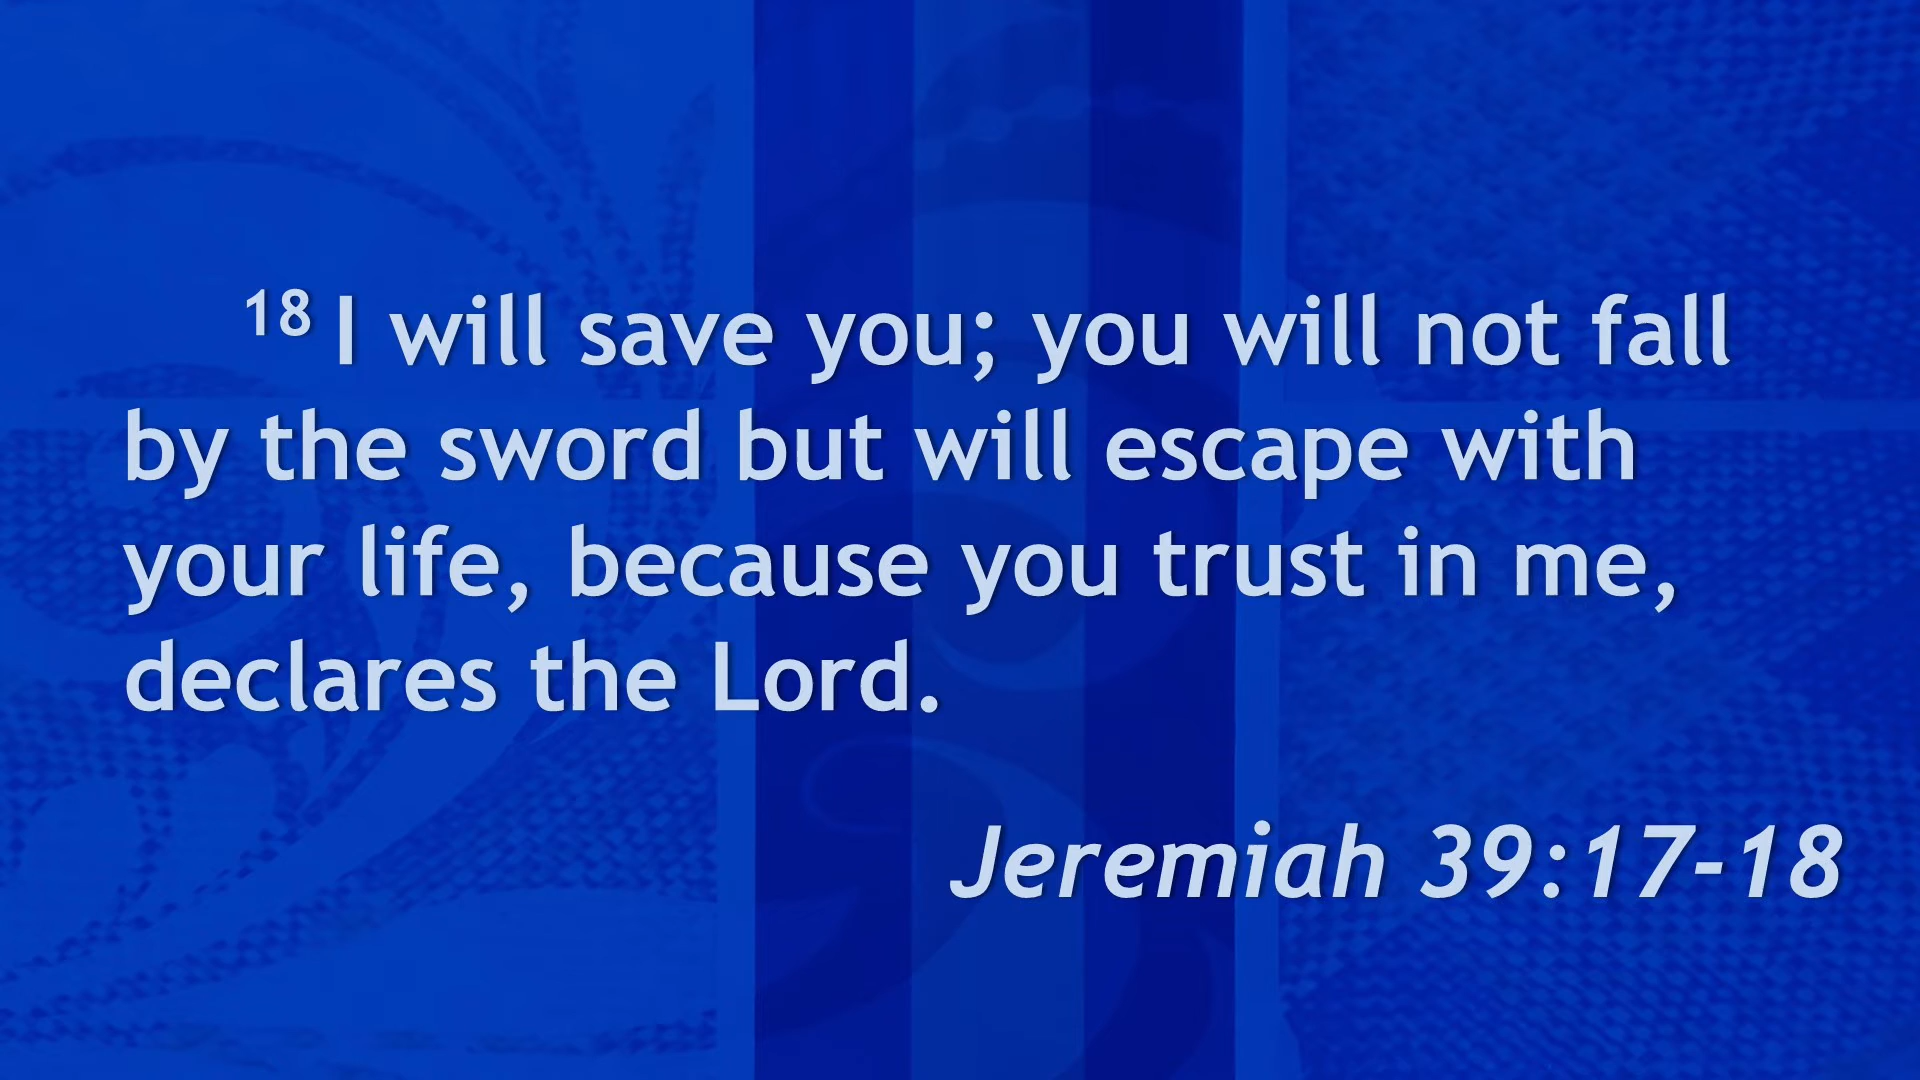 18 I will save you; you will not fall
by the sword but will escape with
your life, because you trust in me,
declares the Lord.
Jeremiah 39:17-18